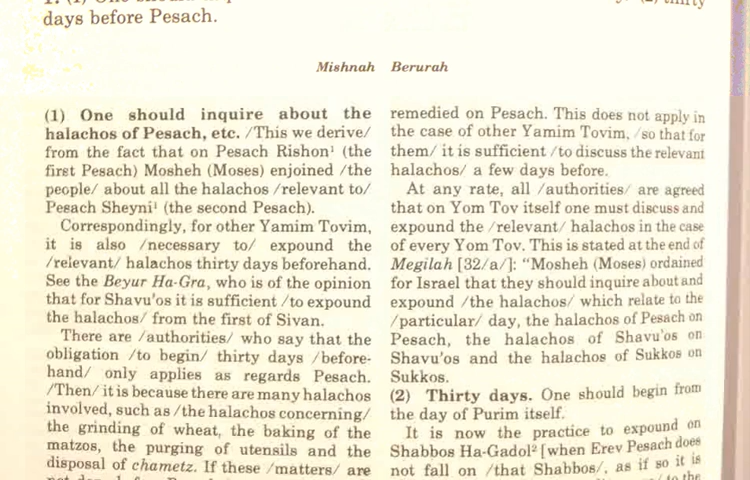 days before Pesach.
thirty
Mishnah Berurah
(1) One should inquire about the
halachos of Pesach, etc. /This we derive/
from the fact that on Pesach Rishon¹ (the
first Pesach) Mosheh (Moses) enjoined /the
people/ about all the halachos /relevant to/
Pesach Sheyni¹ (the second Pesach).
Correspondingly, for other Yamim Tovim,
it is also /necessary to/ expound the
/relevant/ halachos thirty days beforehand.
See the Beyur Ha-Gra, who is of the opinion
that for Shavu'os it is sufficient /to expound
the halachos/ from the first of Sivan.
There are /authorities/ who say that the
obligation /to begin/ thirty days /before-
hand/ only applies as regards Pesach.
/Then/ it is because there are many halachos
involved, such as /the halachos concerning/
the grinding of wheat, the baking of the
matzos, the purging of utensils and the
disposal of chametz. If these /matters/ are
remedied on Pesach. This does not apply in
the case of other Yamim Tovim, /so that for
them/ it is sufficient /to discuss the relevant
halachos/ a few days before.
At any rate, all /authorities/ are agreed
that on Yom Tov itself one must discuss and
expound the /relevant/ halachos in the case
of every Yom Tov. This is stated at the end of
Megilah [32/a/]: “Mosheh (Moses) ordained
for Israel that they should inquire about and
expound /the halachos/ which relate to the
/particular/ day, the halachos of Pesach on
Pesach, the halachos of Shavu'os on
Shavu'os and the halachos of Sukkos on
Sukkos.
(2) Thirty days. One should begin from
the day of Purim itself.
It is now the practice to expound on
Shabbos Ha-Gadol² [when Erev Pesach does
not fall on /that Shabbos/, as if so it is